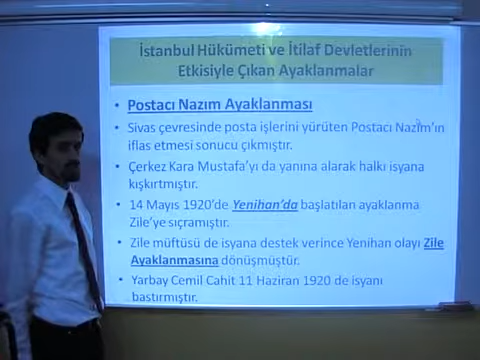 İstanbul Hükümeti ve İtilaf Devletlerinin
Etkisiyle Çıkan Ayaklanmalar
• Postacı Nazım Ayaklanması
• Sivas çevresinde posta işlerini yürüten Postacı Nazım'ın
iflas etmesi sonucu çıkmıştır.
• Çerkez Kara Mustafa'yı da yanına alarak halkı isyana
kışkırtmıştır.
• 14 Mayıs 1920'de Yenihan'da başlatılan ayaklanma
Zile'ye sıçramıştır.
• Zile müftüsü de isyana destek verince Yenihan olayı Zile
Ayaklanmasına dönüşmüştür.
• Yarbay Cemil Cahit 11 Haziran 1920 de isyanı
bastırmıştır.